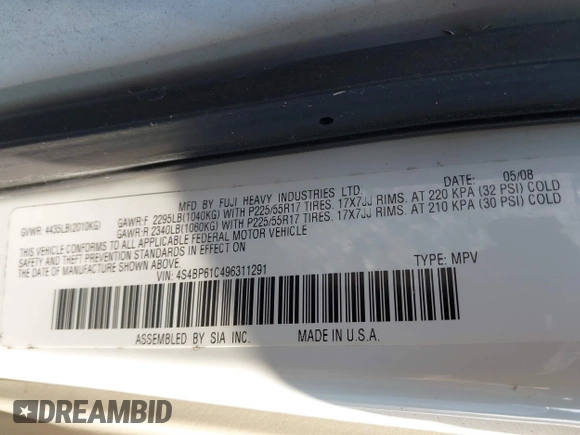 MFD BY FUJI HEAVY INDUSTRIES LTD. DATE: 05/08
GVWR: 4435LB(2010KG) GAWR:F 2295LB(1040KG) WITH P225/55R17 TIRES. 17X7JJ RIMS. AT 220 KPA (32 PSI) COLD
GAWR:R 2340LB(1060KG) WITH P225/55R17 TIRES. 17X7JJ RIMS. AT 210 KPA (30 PSI) COLD
THIS VEHICLE CONFORMS TO ALL APPLICABLE FEDERAL MOTOR VEHICLE
SAFETY AND THEFT PREVENTION STANDARDS IN EFFECT ON
THE DATE OF MANUFACTURE SHOWN ABOVE.
VIN: 4S4BP61C496311291 TYPE: MPV
ASSEMBLED BY SIA INC. MADE IN U.S.A.
DREAMBID